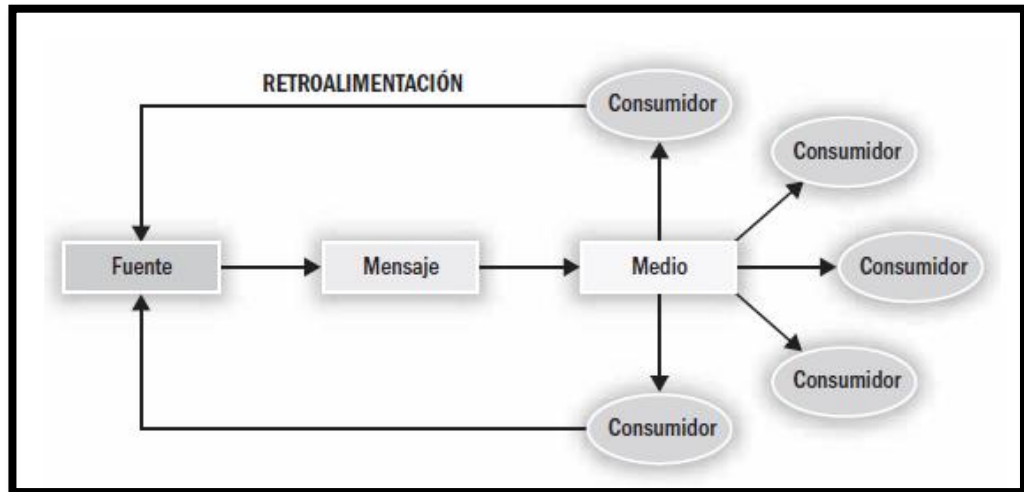 RETROALIMENTACIÓN
Consumidor
Consumidor
Fuente
Mensaje
Medio
Consumidor
Consumidor
Consumidor